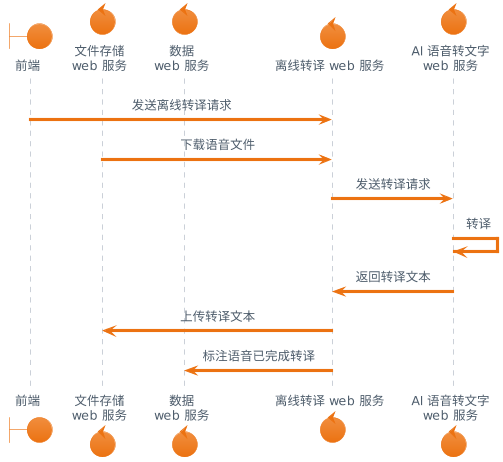 文件存储
数据
AI 语音转文字
前端
web 服务
web 服务
离线转译 web 服务
web 服务
发送离线转译请求
下载语音文件
发送转译请求
转译
返回转译文本
上传转译文本
标注语音已完成转译
前端
文件存储
数据
离线转译 web 服务
AI 语音转文字
web 服务
web 服务
web 服务